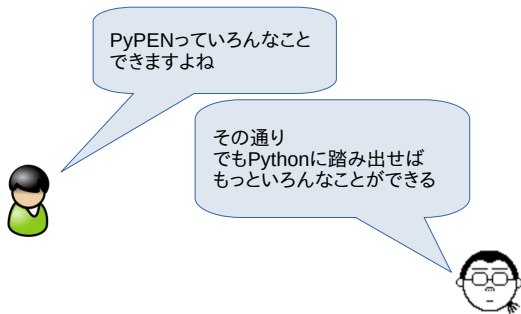 PyPENっていろんなこと
できますよね
その通り
でもPythonに踏み出せば
もっといろんなことができる